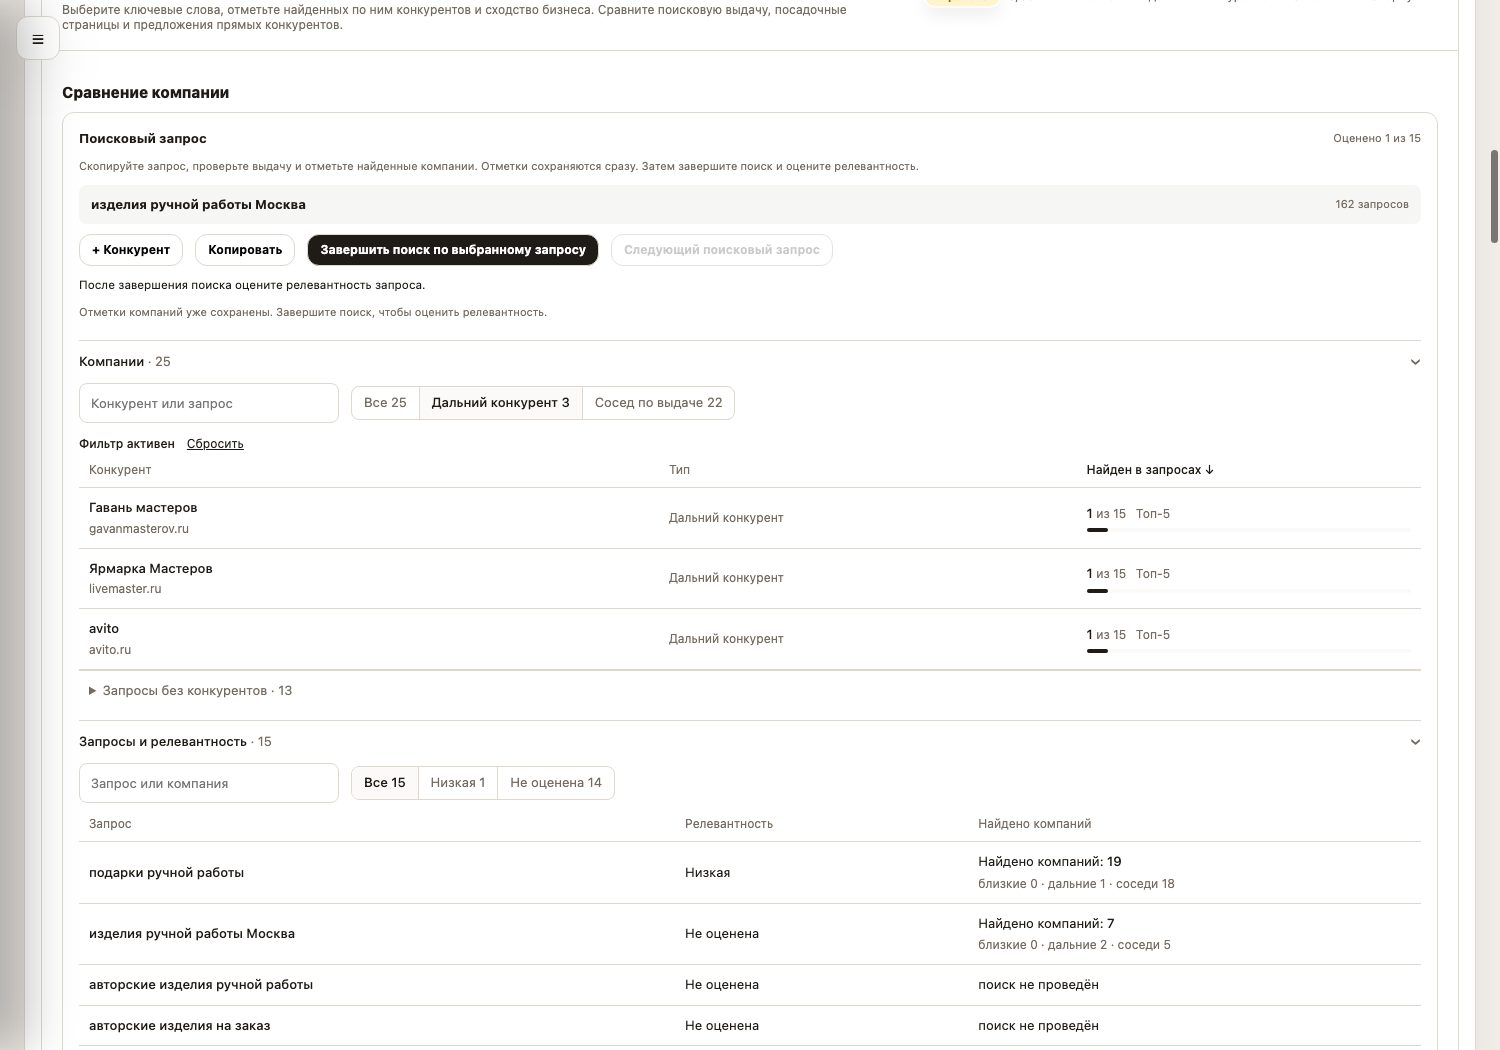 Выберите ключевые слова, отметьте найденных по ним конкурентов и сходство бизнеса. Сравните поисковую выдачу, посадочные
страницы и предложения прямых конкурентов.
Сравнение компании
Поисковый запрос
Оценено 1 из 15
Скопируйте запрос, проверьте выдачу и отметьте найденные компании. Отметки сохраняются сразу. Затем завершите поиск и оцените релевантность.
изделия ручной работы Москва
162 запросов
+ Конкурент
Копировать
Завершить поиск по выбранному запросу
Следующий поисковый запрос
После завершения поиска оцените релевантность запроса.
Отметки компаний уже сохранены. Завершите поиск, чтобы оценить релевантность.
Компании · 25
Конкурент или запрос
Все 25
Дальний конкурент 3
Сосед по выдаче 22
Фильтр активен Сбросить
Конкурент
Тип
Найден в запросах ↓
Гавань мастеров
gavanmasterov.ru
Дальний конкурент
1 из 15 Топ-5
Ярмарка Мастеров
livemaster.ru
Дальний конкурент
1 из 15 Топ-5
avito
avito.ru
Дальний конкурент
1 из 15 Топ-5
Запросы без конкурентов · 13
Запросы и релевантность · 15
Запрос или компания
Все 15
Низкая 1
Не оценена 14
Запрос
Релевантность
Найдено компаний
подарки ручной работы
Низкая
Найдено компаний: 19
близкие 0 · дальние 1 · соседи 18
изделия ручной работы Москва
Не оценена
Найдено компаний: 7
близкие 0 · дальние 2 · соседи 5
авторские изделия ручной работы
Не оценена
поиск не проведён
авторские изделия на заказ
Не оценена
поиск не проведён